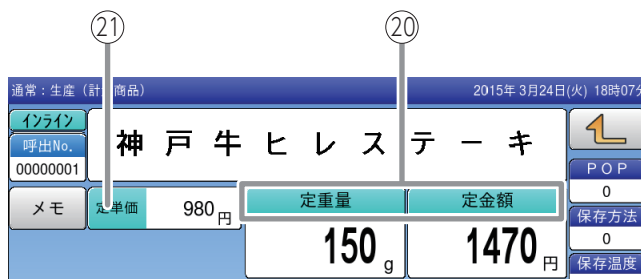 ㉑ ⑳
通常:生産(計 商品) 2015年 3月24日(火) 18時07分
インライン
呼出No.
00000001
神戸牛ヒレステーキ
メモ
定単価 980円
定重量 定金額
150g 1470円
POP
0
保存方法
0
保存温度